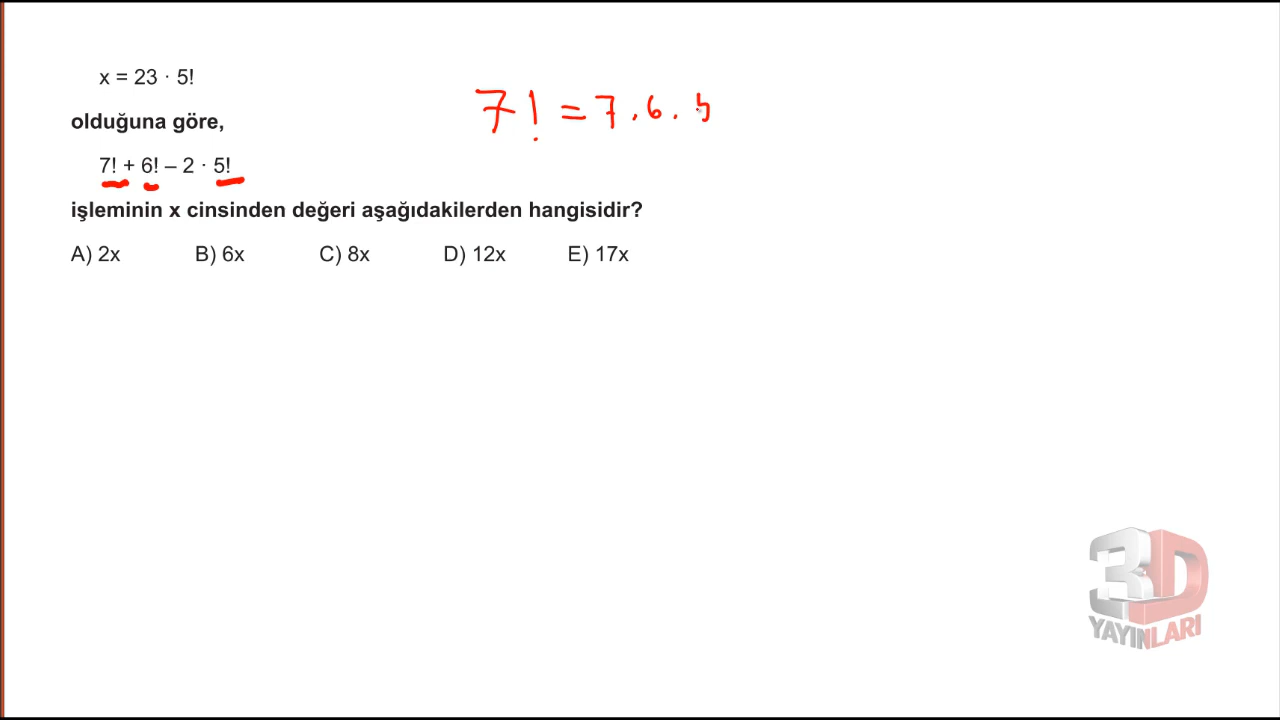 x = 23 · 5!
olduğuna göre,
7! + 6! – 2 · 5!
işleminin x cinsinden değeri aşağıdakilerden hangisidir?
A) 2x B) 6x C) 8x D) 12x E) 17x
7! = 7.6.5
3D
YAYINLARI